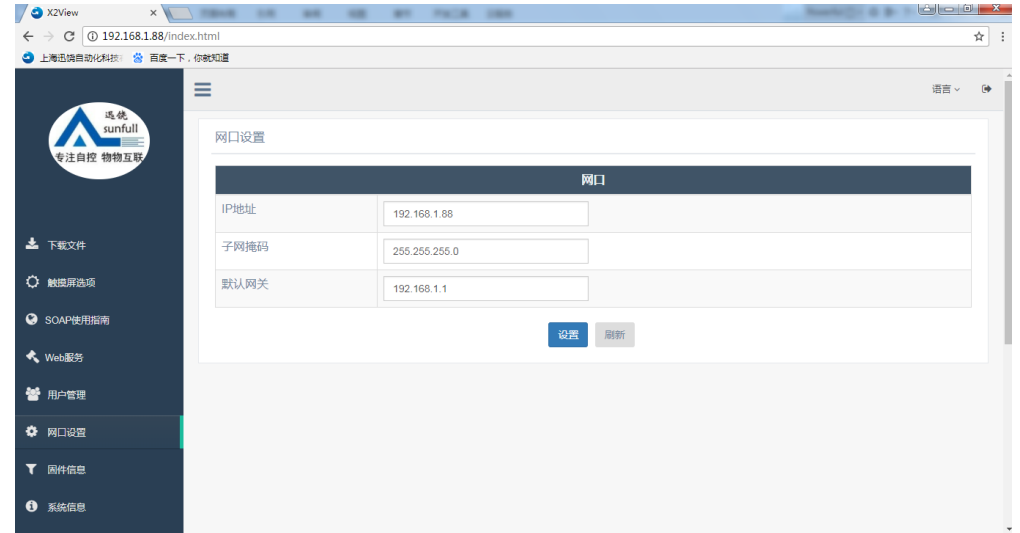 X2View
192.168.1.88/index.html
上海迅饶自动化科技
百度一下，你就知道
语言
迅饶
sunfull
专注自控 物物互联
网口设置
网口
IP地址
192.168.1.88
子网掩码
255.255.255.0
默认网关
192.168.1.1
设置
刷新
下载文件
触摸屏选项
SOAP使用指南
Web服务
用户管理
网口设置
固件信息
系统信息